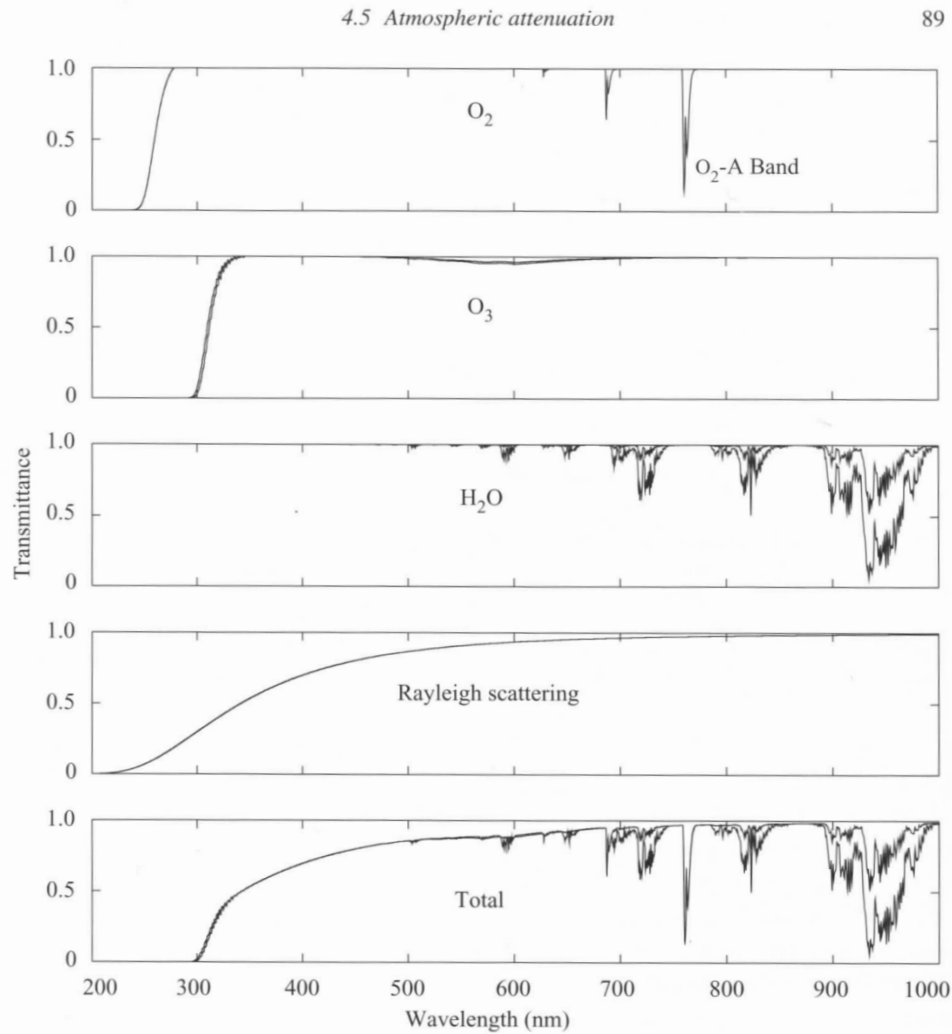 4.5 Atmospheric attenuation 89
1.0
0.5
0
O₂
O₂-A Band
1.0
0.5
0
O₃
1.0
0.5
0
H₂O
Transmittance
1.0
0.5
0
Rayleigh scattering
1.0
0.5
0
Total
200 300 400 500 600 700 800 900 1000
Wavelength (nm)